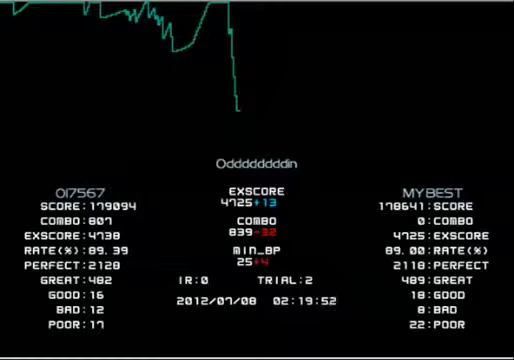 Oddddddddin
017567
SCORE:179094
COMBO:807
EXSCORE:4738
RATE(%):89.39
PERFECT:2128
GREAT:482
GOOD:16
BAD:12
POOR:17
EXSCORE
4725+13
COMBO
839-32
MIN_BP
25+4
IR:0 TRIAL:2
2012/07/08 02:19:52
MYBEST
178641:SCORE
0:COMBO
4725:EXSCORE
89.00:RATE(%)
2118:PERFECT
489:GREAT
18:GOOD
8:BAD
22:POOR